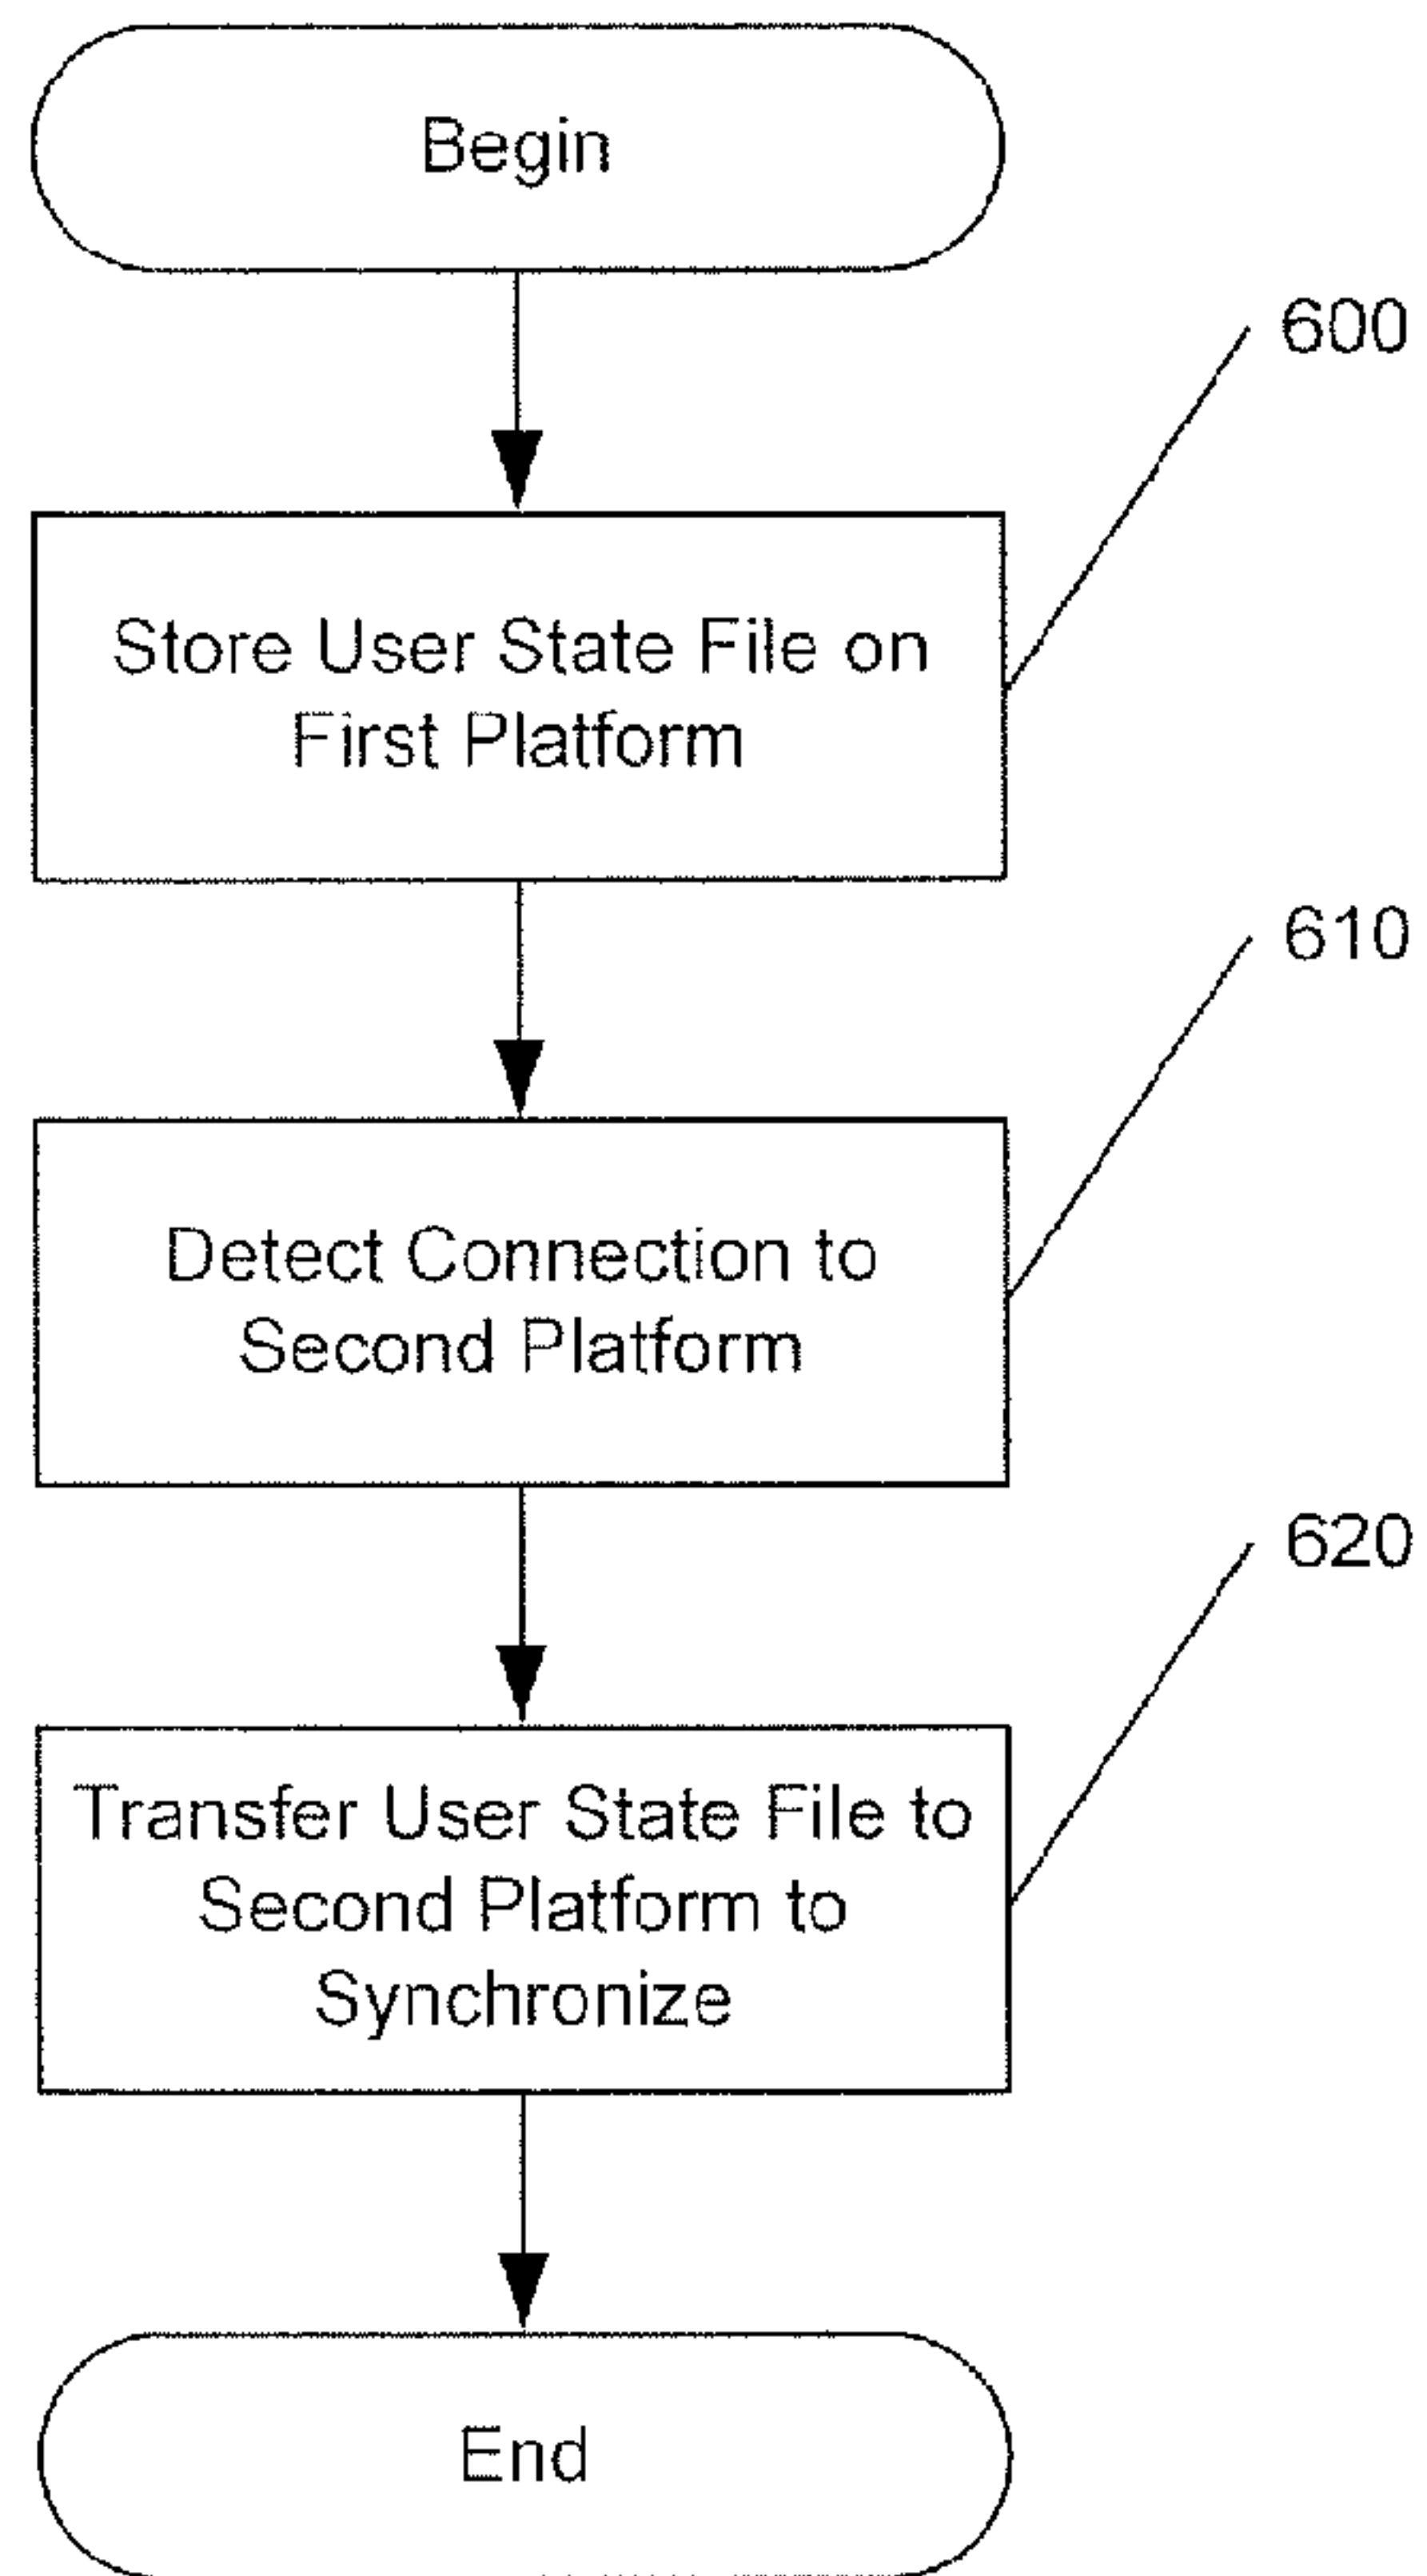 Begin
600
Store User State File on
First Platform
610
Detect Connection to
Second Platform
620
Transfer User State File to
Second Platform to
Synchronize
End